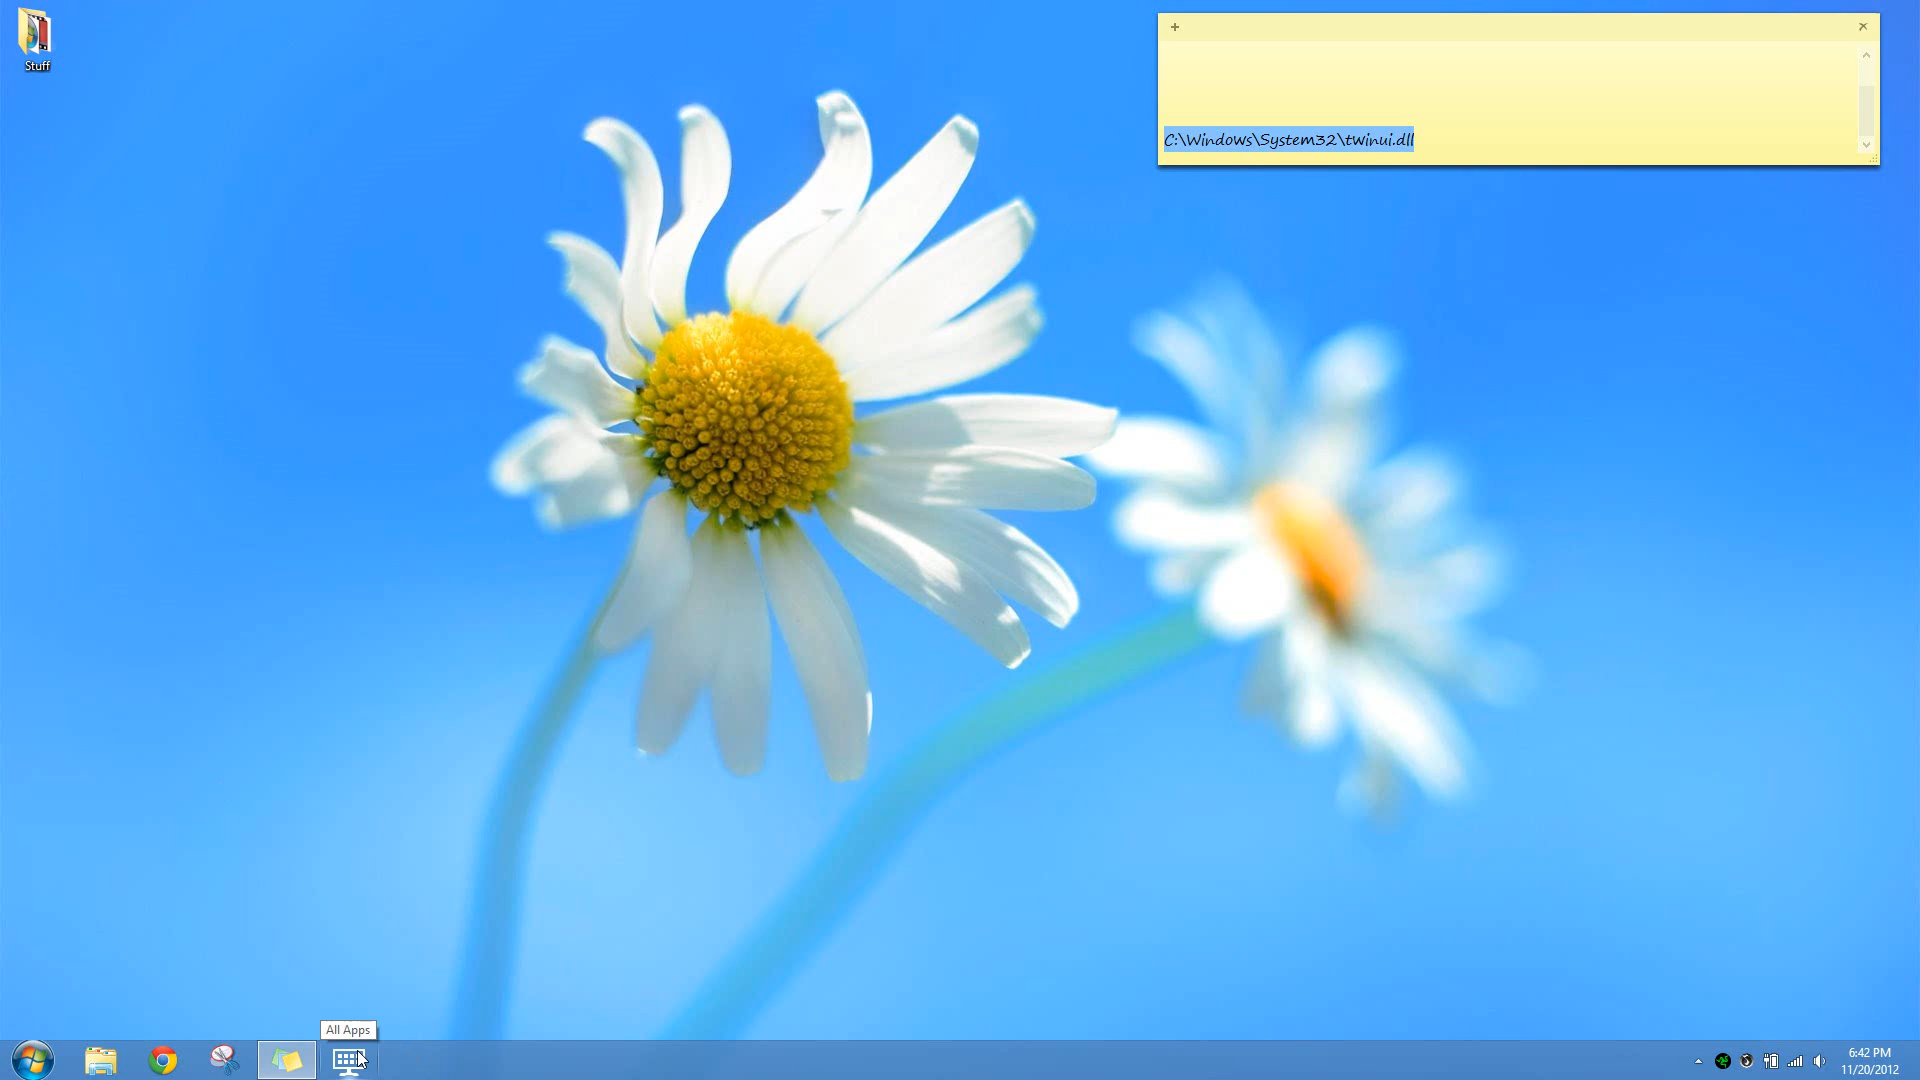 Stuff
+
C:\Windows\System32\twinui.dll
All Apps
6:42 PM
11/20/2012